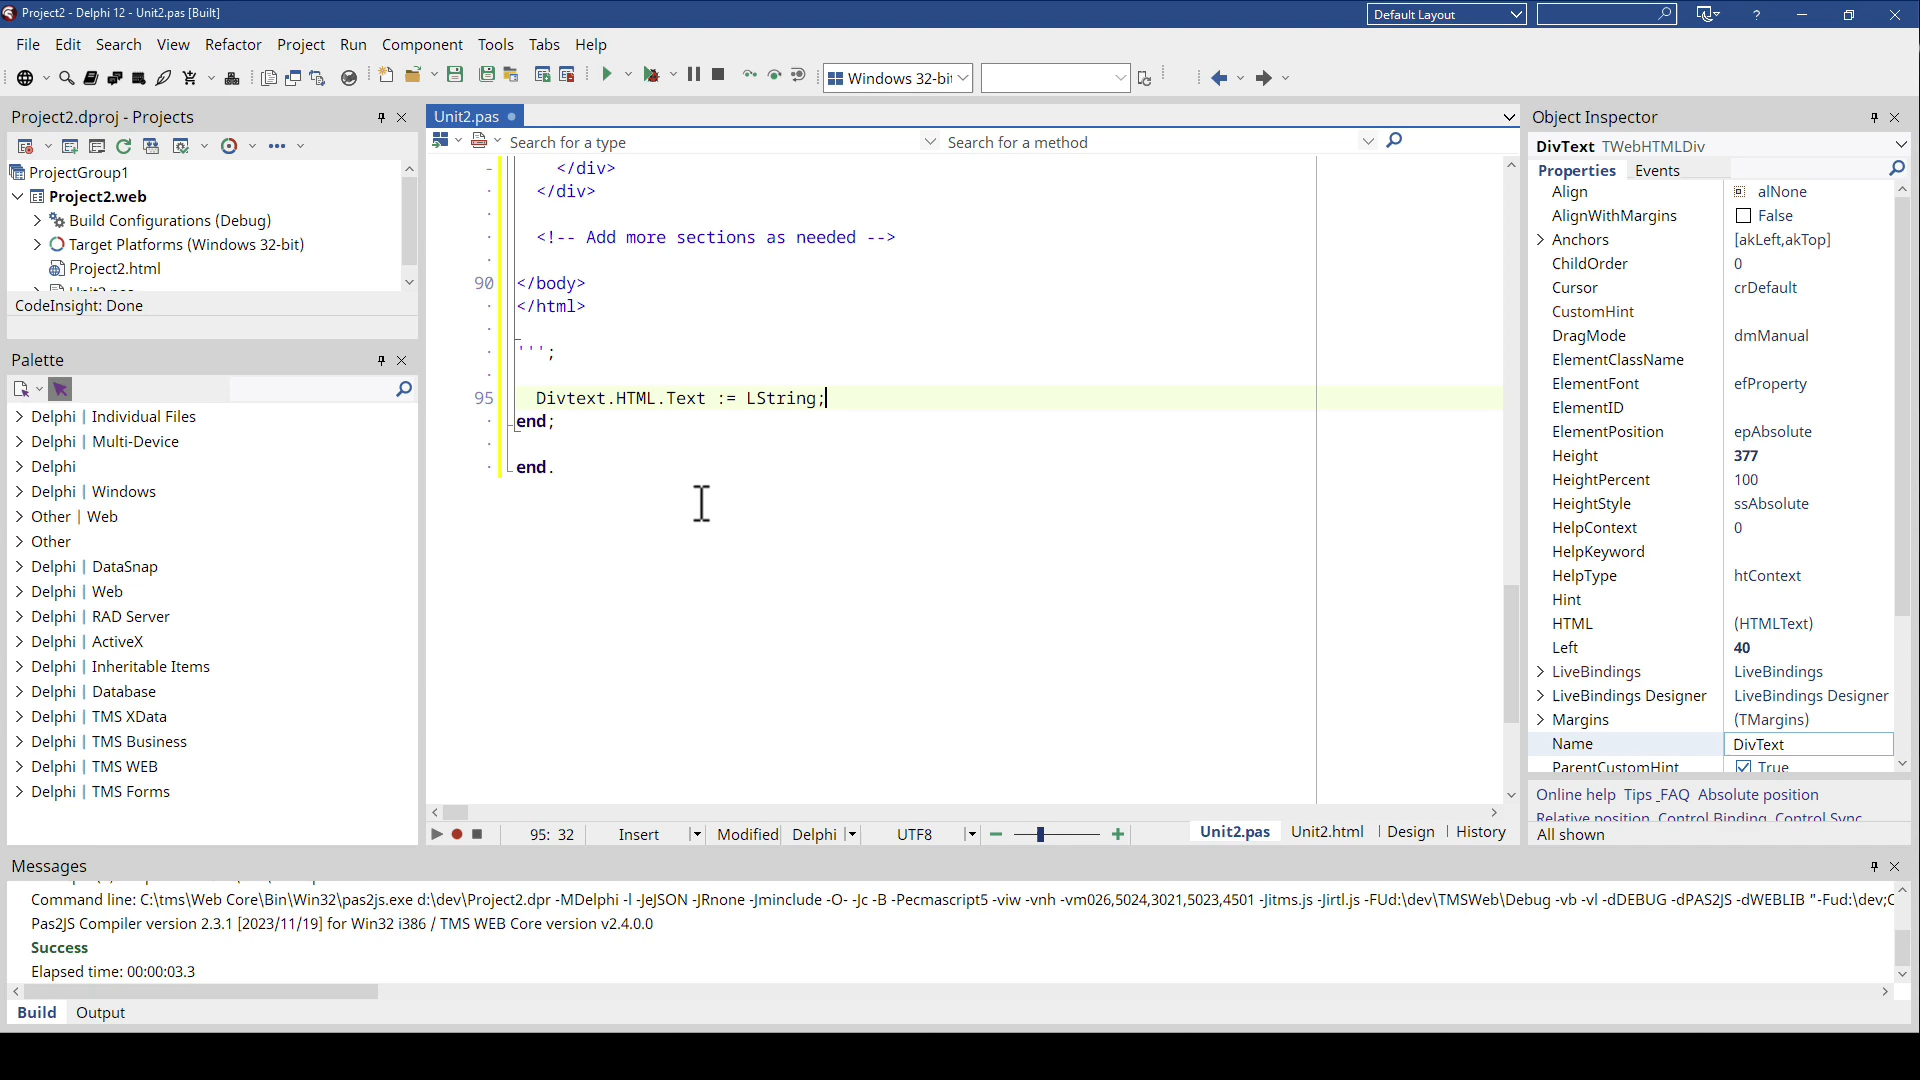 Project2 - Delphi 12 - Unit2.pas [Built]
Default Layout
File Edit Search View Refactor Project Run Component Tools Tabs Help
Windows 32-bi
Project2.dproj - Projects
ProjectGroup1
Project2.web
Build Configurations (Debug)
Target Platforms (Windows 32-bit)
Project2.html
CodeInsight: Done
Palette
Delphi | Individual Files
Delphi | Multi-Device
Delphi
Delphi | Windows
Other | Web
Other
Delphi | DataSnap
Delphi | Web
Delphi | RAD Server
Delphi | ActiveX
Delphi | Inheritable Items
Delphi | Database
Delphi | TMS XData
Delphi | TMS Business
Delphi | TMS WEB
Delphi | TMS Forms
Unit2.pas
Search for a type Search for a method
</div>
</div>
<!-- Add more sections as needed -->
90 </body>
</html>
''';
95 Divtext.HTML.Text := LString;
end;
end.
95: 32 Insert Modified Delphi UTF8 Unit2.pas Unit2.html Design History
Object Inspector
DivText TWebHTMLDiv
Properties Events
Align alNone
AlignWithMargins False
Anchors [akLeft,akTop]
ChildOrder 0
Cursor crDefault
CustomHint
DragMode dmManual
ElementClassName
ElementFont efProperty
ElementID
ElementPosition epAbsolute
Height 377
HeightPercent 100
HeightStyle ssAbsolute
HelpContext 0
HelpKeyword
HelpType htContext
Hint
HTML (HTMLText)
Left 40
LiveBindings LiveBindings
LiveBindings Designer LiveBindings Designer
Margins (TMargins)
Name DivText
ParentCustomHint True
Online help Tips_FAQ Absolute position
Relative position Control Binding Control Sync
All shown
Messages
Command line: C:\tms\Web Core\Bin\Win32\pas2js.exe d:\dev\Project2.dpr -MDelphi -l -JeJSON -JRnone -Jminclude -O- -Jc -B -Pecmascript5 -viw -vnh -vm026,5024,3021,5023,4501 -Jitms.js -Jirtl.js -FUd:\dev\TMSWeb\Debug -vb -vl -dDEBUG -dPAS2JS -dWEBLIB "-Fud:\dev;C
Pas2JS Compiler version 2.3.1 [2023/11/19] for Win32 i386 / TMS WEB Core version v2.4.0.0
Success
Elapsed time: 00:00:03.3
Build Output